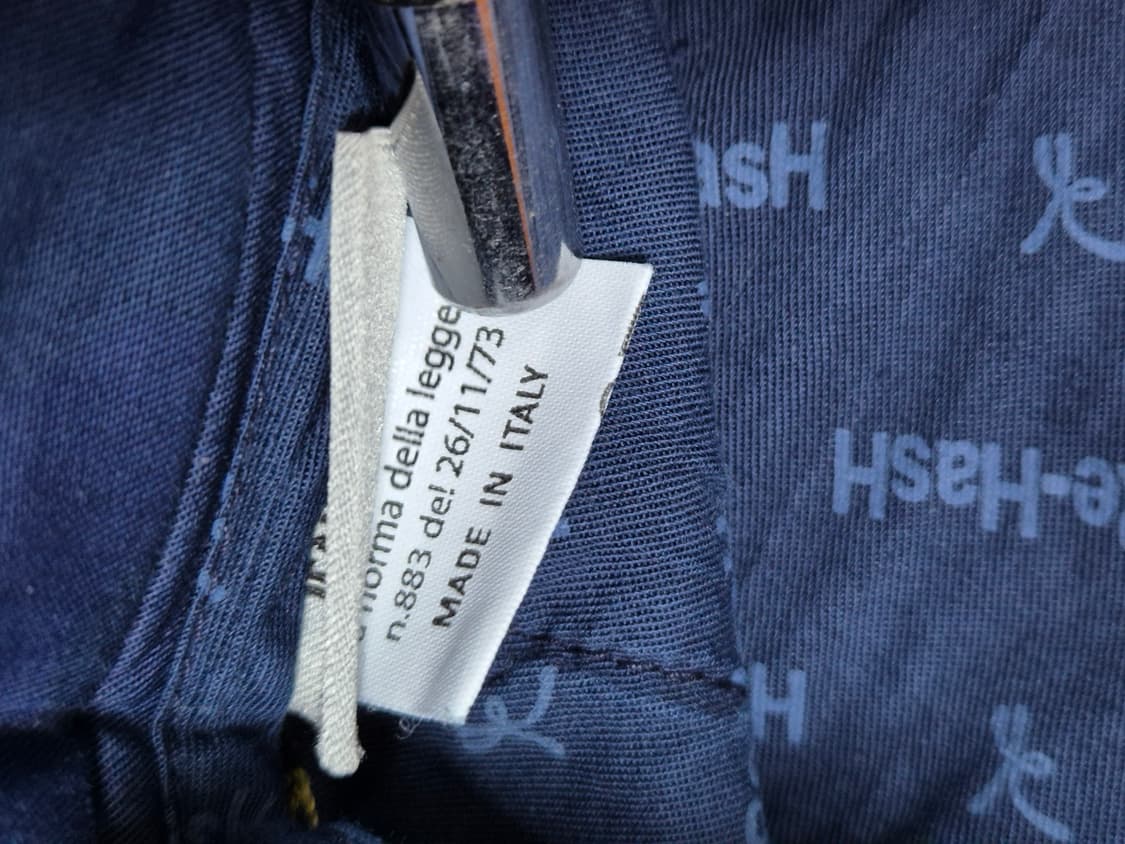 norma della legge
n.883 del 26/11/73
MADE IN ITALY
HasH
e-HasH
H